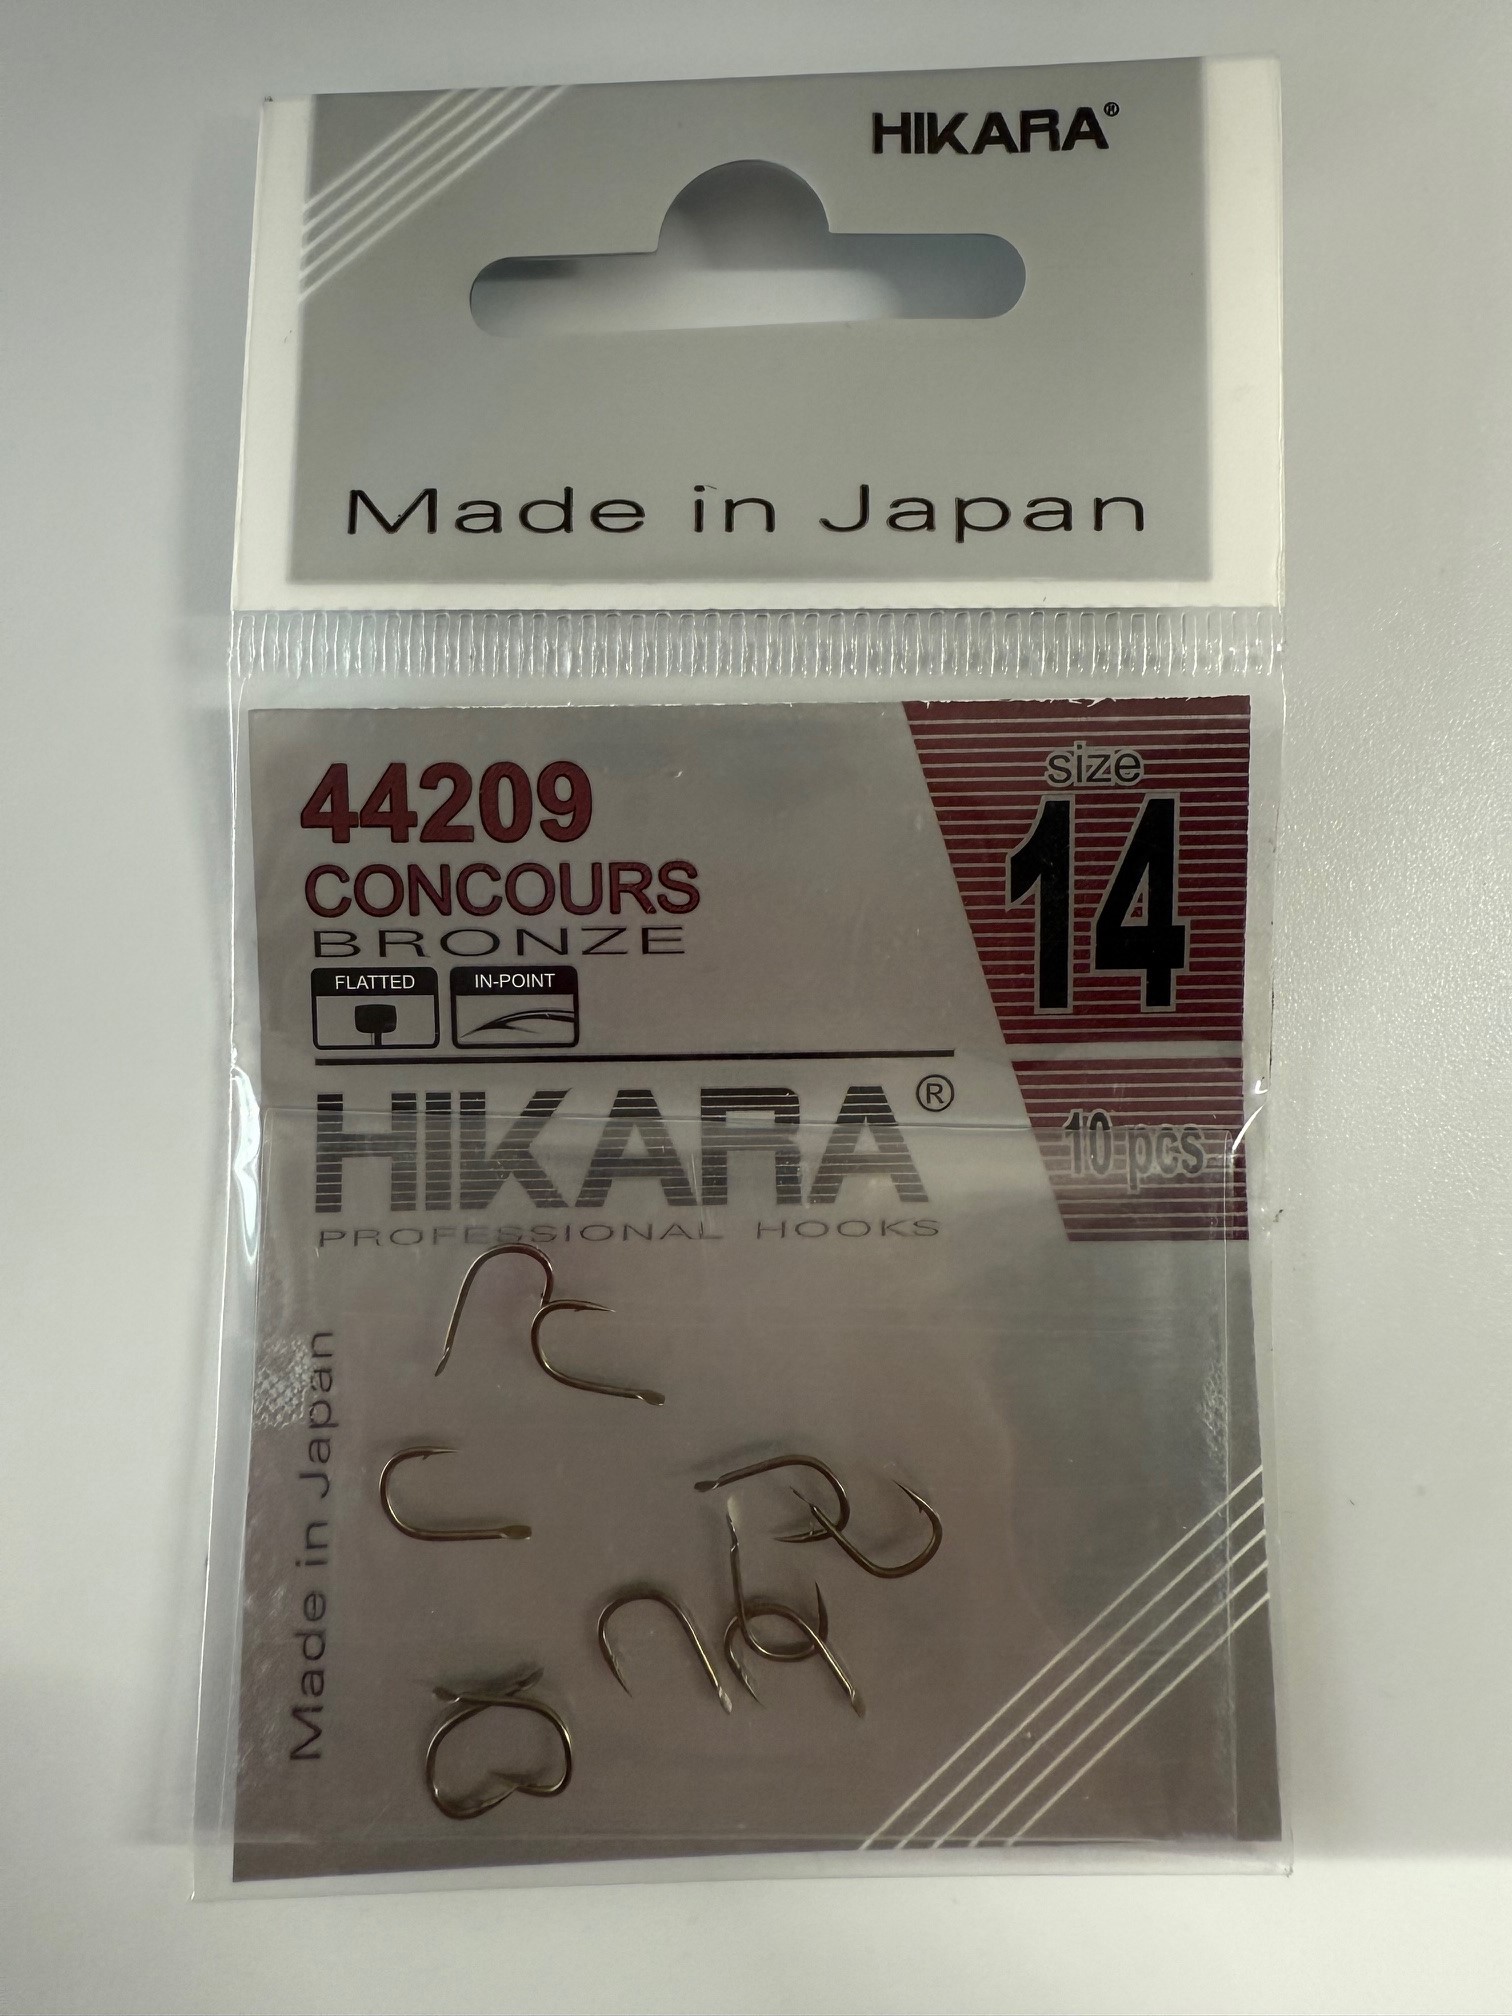 HIKARA®
Made in Japan
44209
CONCOURS
BRONZE
FLATTED
IN-POINT
size
14
HIKARA®
10 pcs
PROFESSIONAL HOOKS
Made in Japan